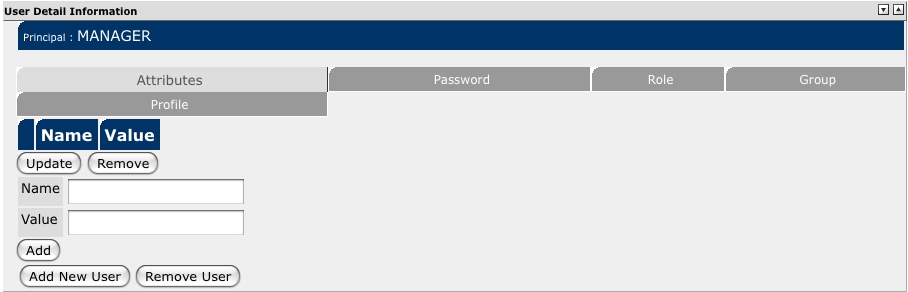 User Detail Information
Principal : MANAGER
Attributes Password Role Group
Profile
Name Value
Update Remove
Name
Value
Add
Add New User Remove User